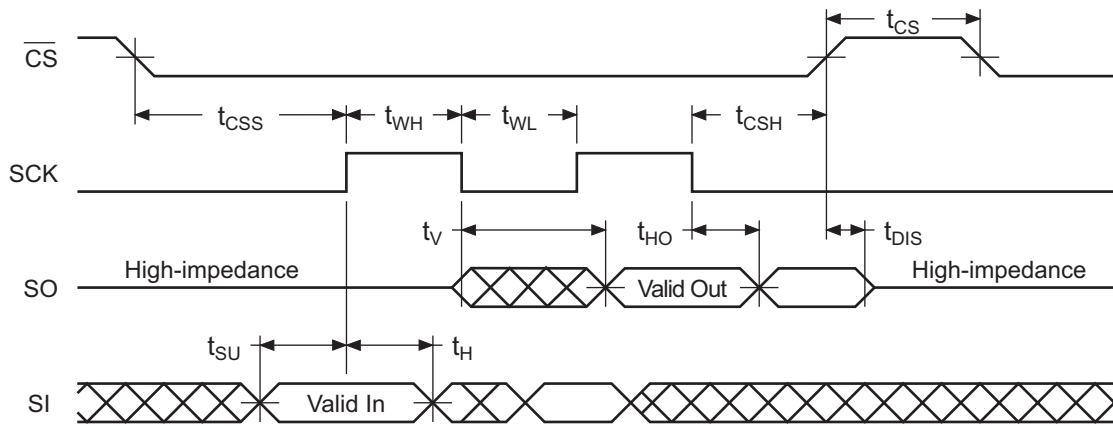 t_CS
C̅S̅
t_CSS t_WH t_WL t_CSH
SCK
t_V t_HO t_DIS
High-impedance High-impedance
SO Valid Out
t_SU t_H
SI Valid In